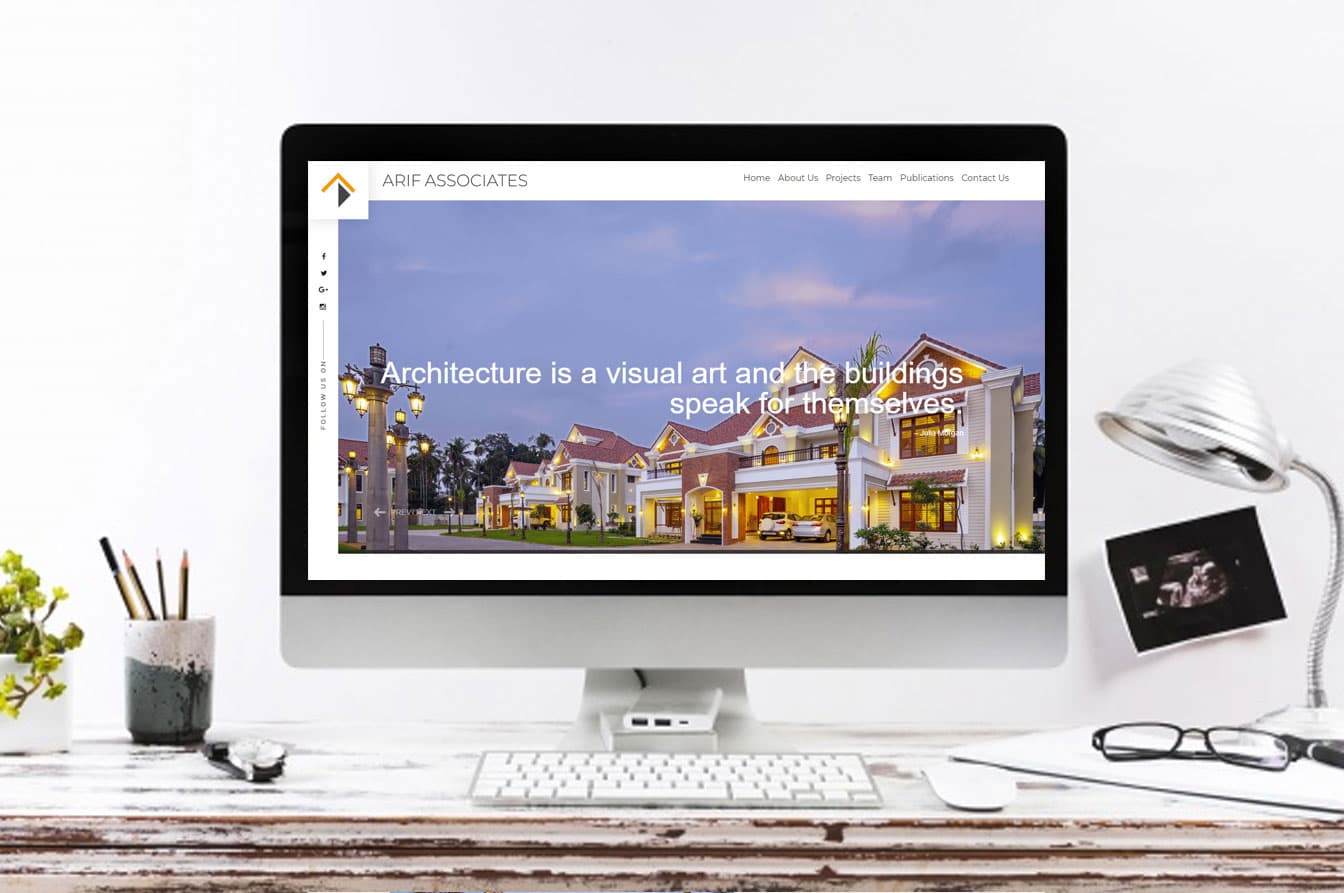 ARIF ASSOCIATES
Home About Us Projects Team Publications Contact Us
FOLLOW US ON
Architecture is a visual art and the buildings
speak for themselves.
– Julia Morgan
PREV NEXT